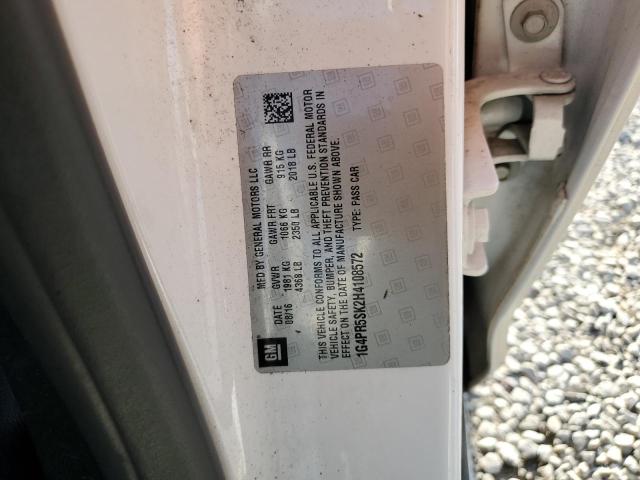 GM
MFD BY GENERAL MOTORS LLC
DATE GVWR GAWR FRT GAWR RR
08/16 1981 KG 1066 KG 915 KG
4368 LB 2350 LB 2018 LB
THIS VEHICLE CONFORMS TO ALL APPLICABLE U.S. FEDERAL MOTOR
VEHICLE SAFETY, BUMPER, AND THEFT PREVENTION STANDARDS IN
EFFECT ON THE DATE OF MANUFACTURE SHOWN ABOVE.
1G4PR5SK2H4108572 TYPE: PASS CAR